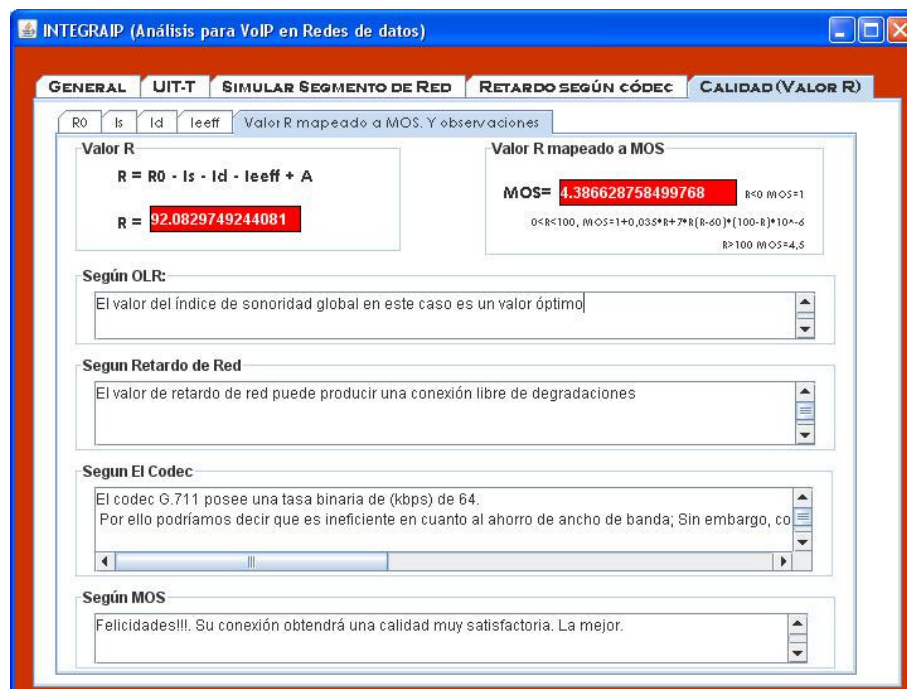 INTEGRAIP (Análisis para VoIP en Redes de datos)
GENERAL UIT-T SIMULAR SEGMENTO DE RED RETARDO SEGÚN CÓDEC CALIDAD (VALOR R)
R0 Is Id Ieeff Valor R mapeado a MOS. Y observaciones
Valor R
R = R0 - Is - Id - Ieeff + A
R = 92.0829749244081
Valor R mapeado a MOS
MOS= 4.386628758499768 R<0 MOS=1
0<R<100, MOS=1+0,035*R+7*R(R-60)*(100-R)*10^-6
R>100 MOS=4,5
Según OLR:
El valor del índice de sonoridad global en este caso es un valor óptimo
Segun Retardo de Red
El valor de retardo de red puede producir una conexión libre de degradaciones
Segun El Codec
El codec G.711 posee una tasa binaria de (kbps) de 64.
Por ello podríamos decir que es ineficiente en cuanto al ahorro de ancho de banda; Sin embargo, co
Según MOS
Felicidades!!!. Su conexión obtendrá una calidad muy satisfactoria. La mejor.